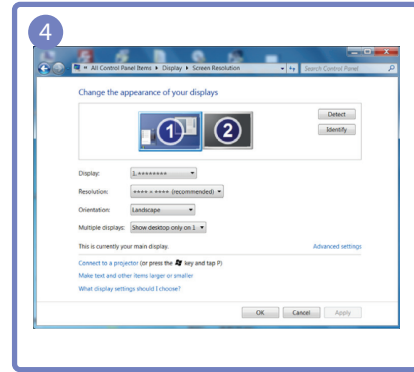 4
« All Control Panel Items ▸ Display ▸ Screen Resolution
Search Control Panel
Change the appearance of your displays
1 2
Detect
Identify
Display: 1.********
Resolution: **** × **** (recommended)
Orientation: Landscape
Multiple displays: Show desktop only on 1
This is currently your main display. Advanced settings
Connect to a projector (or press the key and tap P)
Make text and other items larger or smaller
What display settings should I choose?
OK Cancel Apply